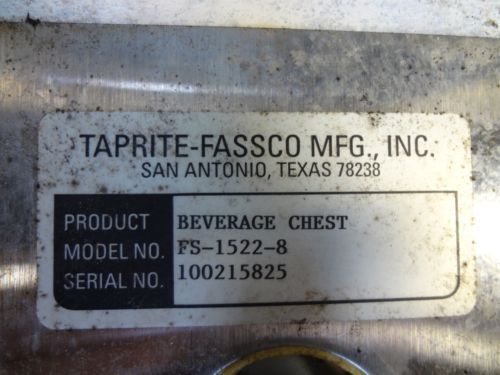 TAPRITE-FASSCO MFG., INC.
SAN ANTONIO, TEXAS 78238
PRODUCT BEVERAGE CHEST
MODEL NO. FS-1522-8
SERIAL NO. 100215825